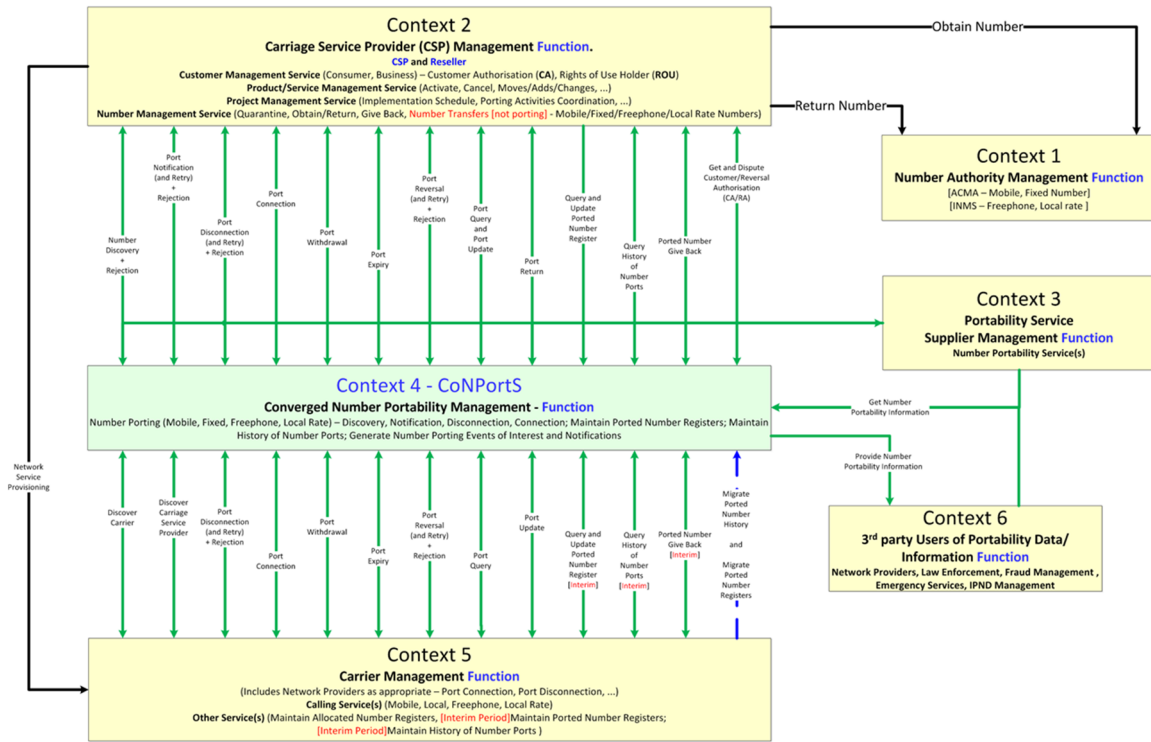 Context 2
Carriage Service Provider (CSP) Management Function.
CSP and Reseller
Customer Management Service (Consumer, Business) – Customer Authorisation (CA), Rights of Use Holder (ROU)
Product/Service Management Service (Activate, Cancel, Moves/Adds/Changes, ...)
Project Management Service (Implementation Schedule, Porting Activities Coordination, ...)
Number Management Service (Quarantine, Obtain/Return, Give Back, Number Transfers [not porting] - Mobile/Fixed/Freephone/Local Rate Numbers)
Obtain Number
Return Number
Context 1
Number Authority Management Function
[ACMA – Mobile, Fixed Number]
[INMS – Freephone, Local rate ]
Number
Discovery
+
Rejection
Port
Notification
(and Retry)
+
Rejection
Port
Disconnection
(and Retry)
+ Rejection
Port
Connection
Port
Withdrawal
Port
Expiry
Port
Reversal
(and Retry)
+
Rejection
Port
Query
and
Port
Update
Port
Return
Query and
Update
Ported
Number
Register
Query
History
of
Number
Ports
Ported Number
Give Back
Get and Dispute
Customer/Reversal
Authorisation
(CA/RA)
Context 3
Portability Service
Supplier Management Function
Number Portability Service(s)
Context 4 - CoNPortS
Converged Number Portability Management - Function
Number Porting (Mobile, Fixed, Freephone, Local Rate) – Discovery, Notification, Disconnection, Connection; Maintain Ported Number Registers; Maintain
History of Number Ports; Generate Number Porting Events of Interest and Notifications
Get Number
Portability Information
Provide Number
Portability Information
Network
Service
Provisioning
Discover
Carrier
Discover
Carriage
Service
Provider
Port
Disconnection
(and Retry)
+ Rejection
Port
Connection
Port
Withdrawal
Port
Expiry
Port
Reversal
(and Retry)
+
Rejection
Port
Query
Port
Update
Query and
Update
Ported
Number
Register
[Interim]
Query
History
of
Number
Ports
[Interim]
Ported Number
Give Back
[Interim]
Migrate
Ported
Number
History
and
Migrate
Ported
Number
Registers
Context 6
3rd party Users of Portability Data/
Information Function
Network Providers, Law Enforcement, Fraud Management ,
Emergency Services, IPND Management
Context 5
Carrier Management Function
(Includes Network Providers as appropriate – Port Connection, Port Disconnection, ...)
Calling Service(s) (Mobile, Local, Freephone, Local Rate)
Other Service(s) (Maintain Allocated Number Registers, [Interim Period]Maintain Ported Number Registers;
[Interim Period]Maintain History of Number Ports )